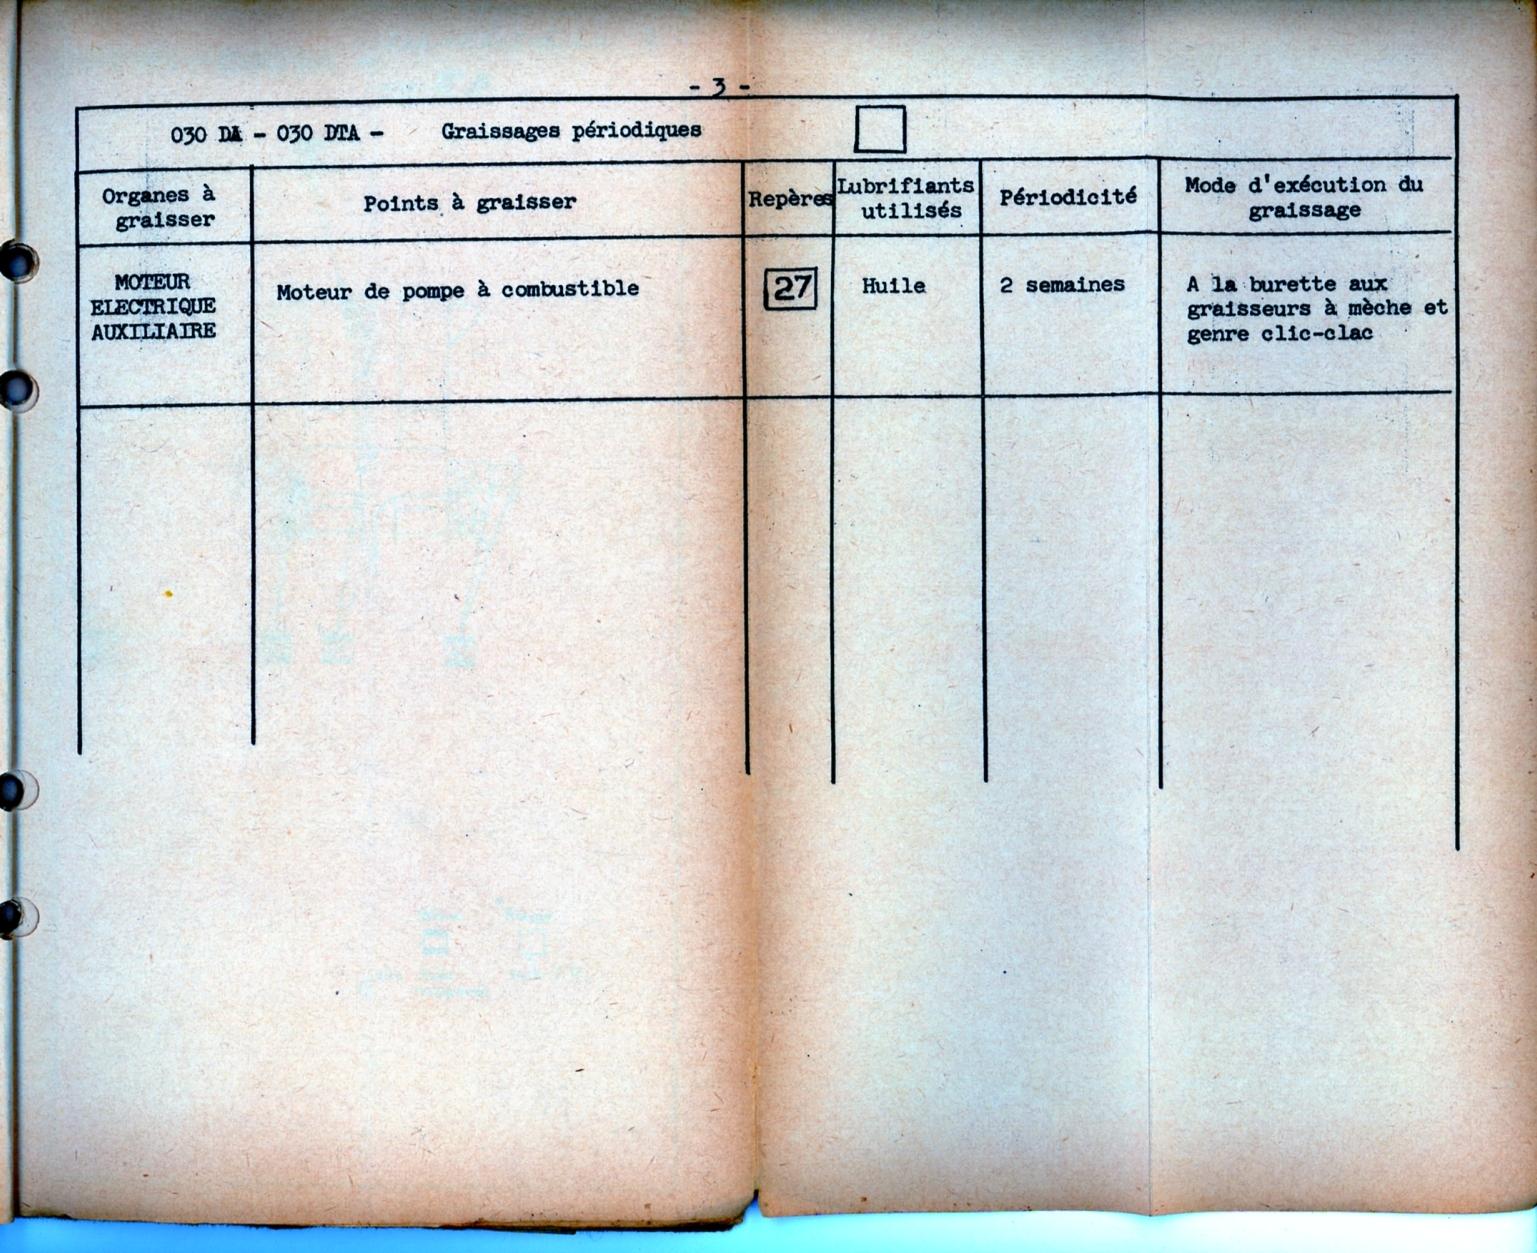 - 3 -
030 DA - 030 DTA - Graissages périodiques
Organes à
graisser
Points à graisser
Repères
Lubrifiants
utilisés
Périodicité
Mode d'exécution du
graissage
MOTEUR
ELECTRIQUE
AUXILIAIRE
Moteur de pompe à combustible
27
Huile
2 semaines
A la burette aux
graisseurs à mèche et
genre clic-clac